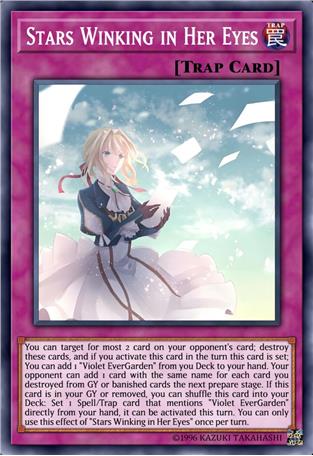 STARS WINKING IN HER EYES
TRAP
罠
[TRAP CARD]
You can target for most 2 card on your opponent's card; destroy
these cards, and if you activate this card in the turn this card is set;
You can add 1 "Violet EverGarden" from you Deck to your hand. Your
opponent can add 1 card with the same name for each card you
destroyed from GY or banished cards the next prepare stage. If this
card is in your GY or removed, you can shuffle this card into your
Deck: Set 1 Spell/Trap card that mentions "Violet EverGarden"
directly from your hand, it can be activated this turn. You can only
use this effect of "Stars Winking in Her Eyes" once per turn.
©1996 KAZUKI TAKAHASHI